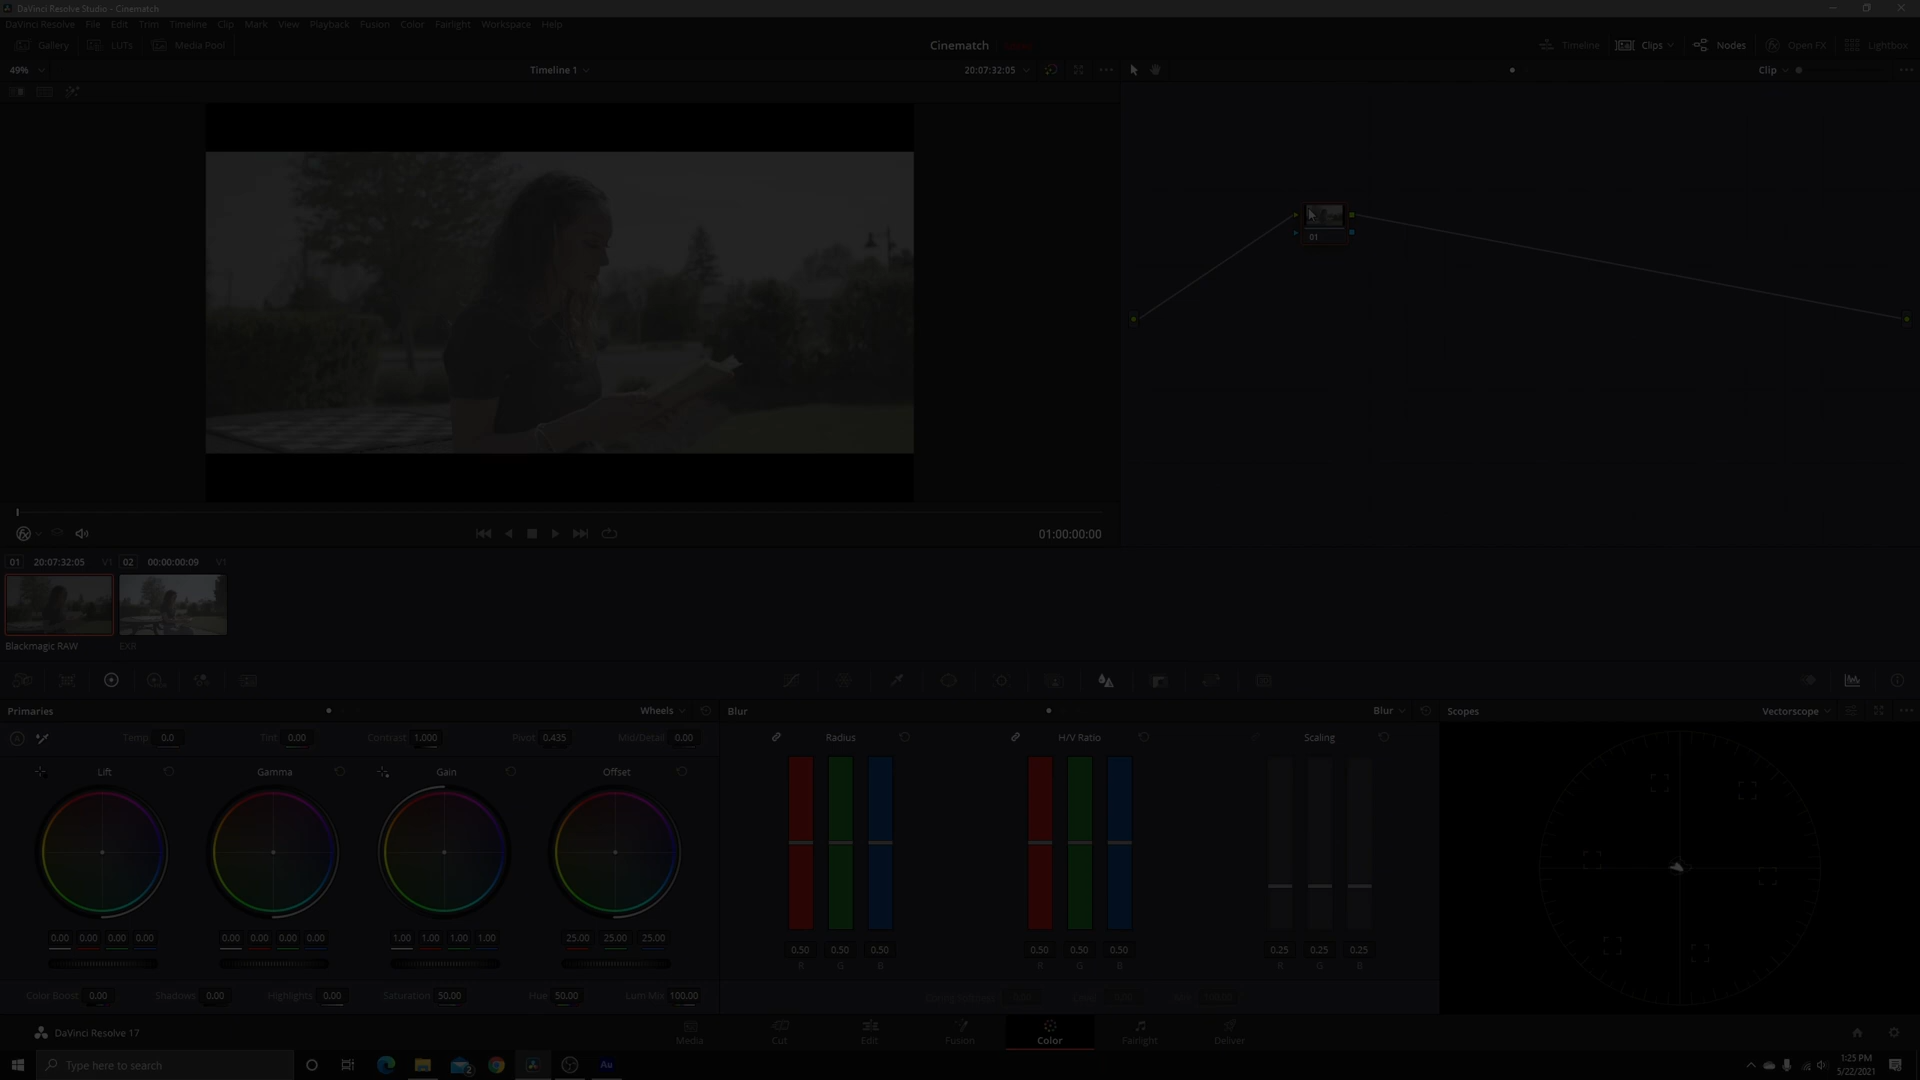 DaVinci Resolve Studio - Cinematch
DaVinci Resolve File Edit Trim Timeline Clip Mark View Playback Fusion Color Fairlight Workspace Help
Gallery LUTs Media Pool Cinematch Timeline Clips Nodes Open FX Lightbox
49% Timeline 1 20:07:32:05 Clip
01
01:00:00:00
01 20:07:32:05 V1 02 00:00:00:09 V1
Blackmagic RAW EXR
Primaries Wheels Blur Blur Scopes Vectorscope
Temp 0.0 Tint 0.00 Contrast 1.000 Pivot 0.435 Mid/Detail 0.00 Radius H/V Ratio Scaling
Lift Gamma Gain Offset
0.00 0.00 0.00 0.00 0.00 0.00 0.00 0.00 1.00 1.00 1.00 1.00 25.00 25.00 25.00
0.50 0.50 0.50 0.50 0.50 0.50 0.25 0.25 0.25
R G B R G B R G B
Color Boost 0.00 Shadows 0.00 Highlights 0.00 Saturation 50.00 Hue 50.00 Lum Mix 100.00
DaVinci Resolve 17 Media Cut Edit Fusion Color Fairlight Deliver
Type here to search 2 Au 1:25 PM
5/22/2021